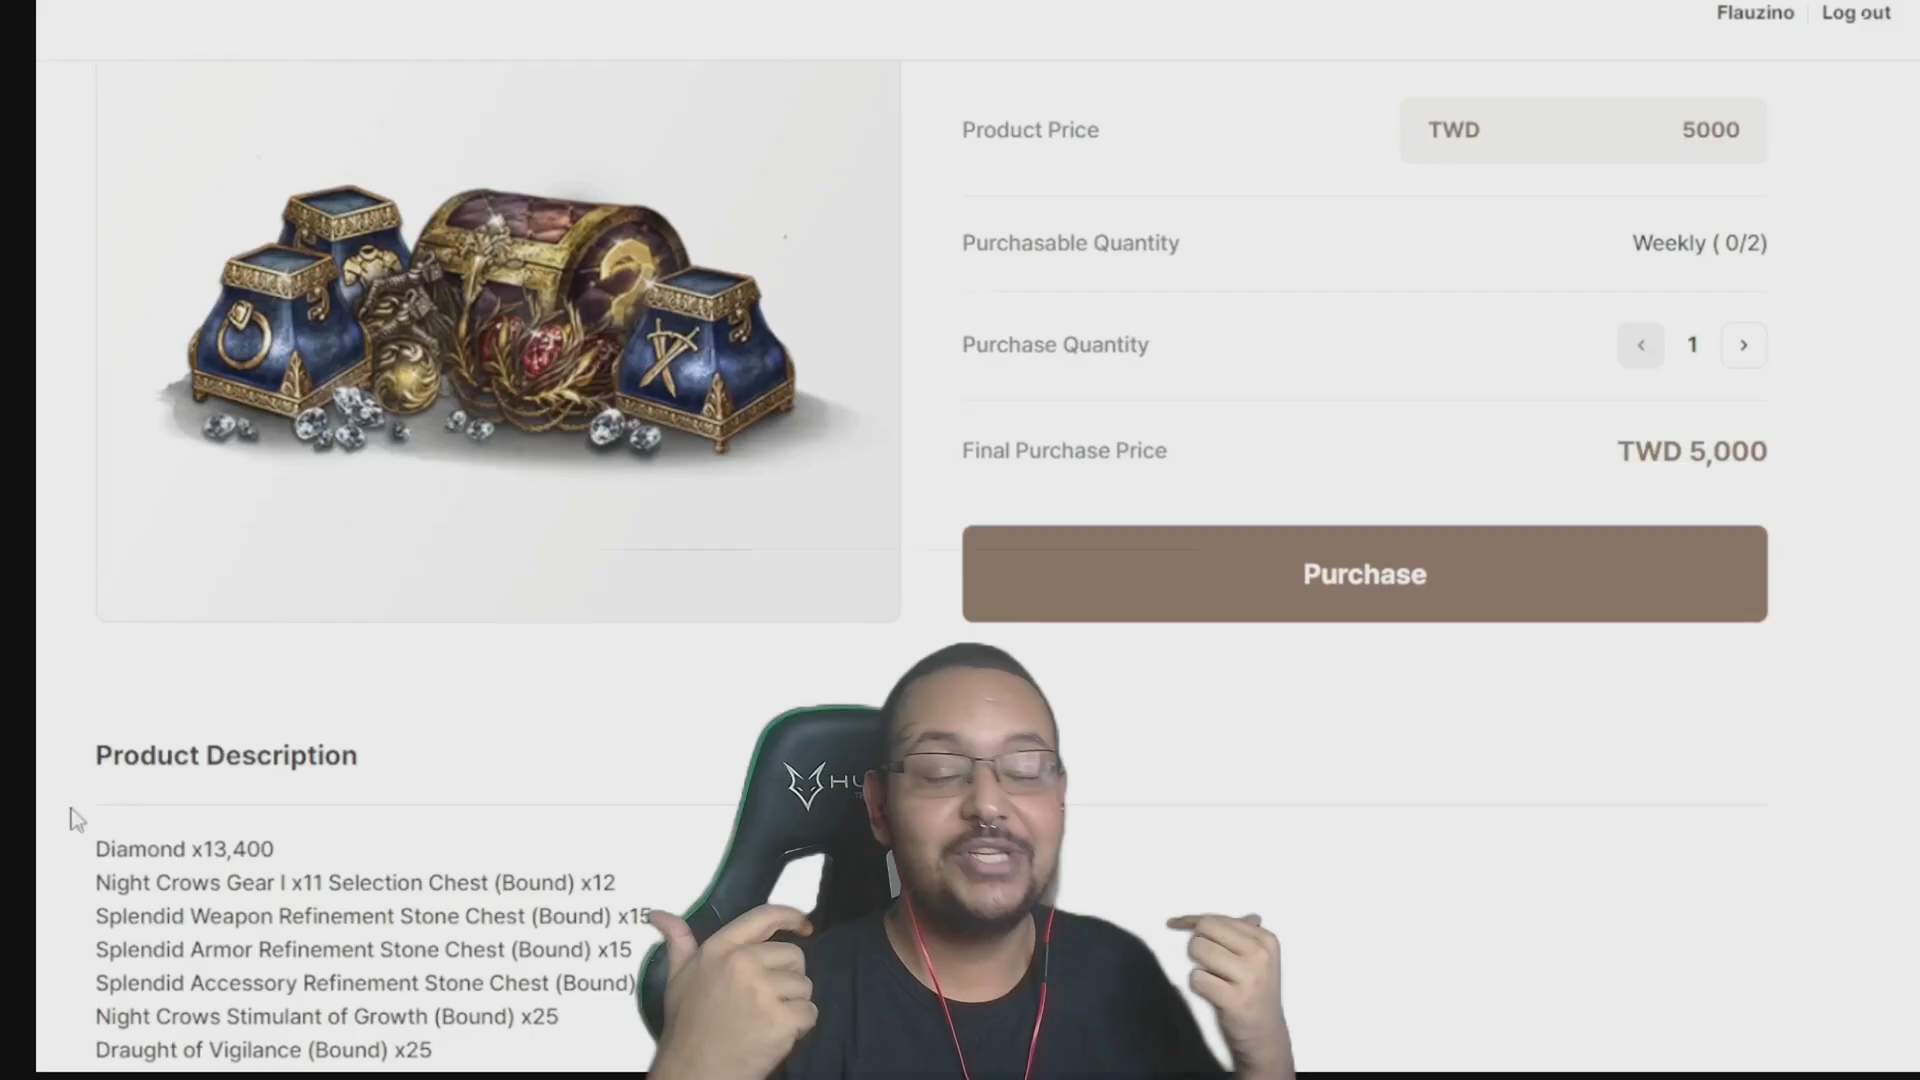 Flauzino
Log out
Product Price
TWD 5000
Purchasable Quantity
Weekly ( 0/2)
Purchase Quantity
‹ 1 ›
Final Purchase Price
TWD 5,000
Purchase
Product Description
Diamond x13,400
Night Crows Gear I x11 Selection Chest (Bound) x12
Splendid Weapon Refinement Stone Chest (Bound) x15
Splendid Armor Refinement Stone Chest (Bound) x15
Splendid Accessory Refinement Stone Chest (Bound)
Night Crows Stimulant of Growth (Bound) x25
Draught of Vigilance (Bound) x25